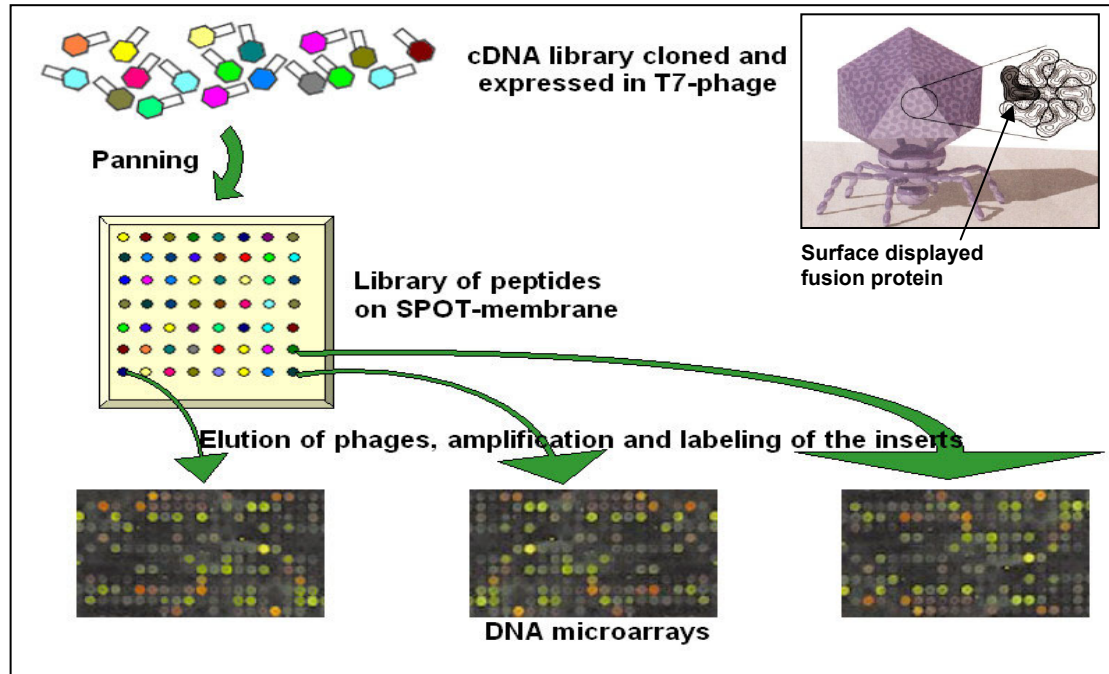 cDNA library cloned and
expressed in T7-phage
Surface displayed
fusion protein
Panning
Library of peptides
on SPOT-membrane
Elution of phages, amplification and labeling of the inserts
DNA microarrays